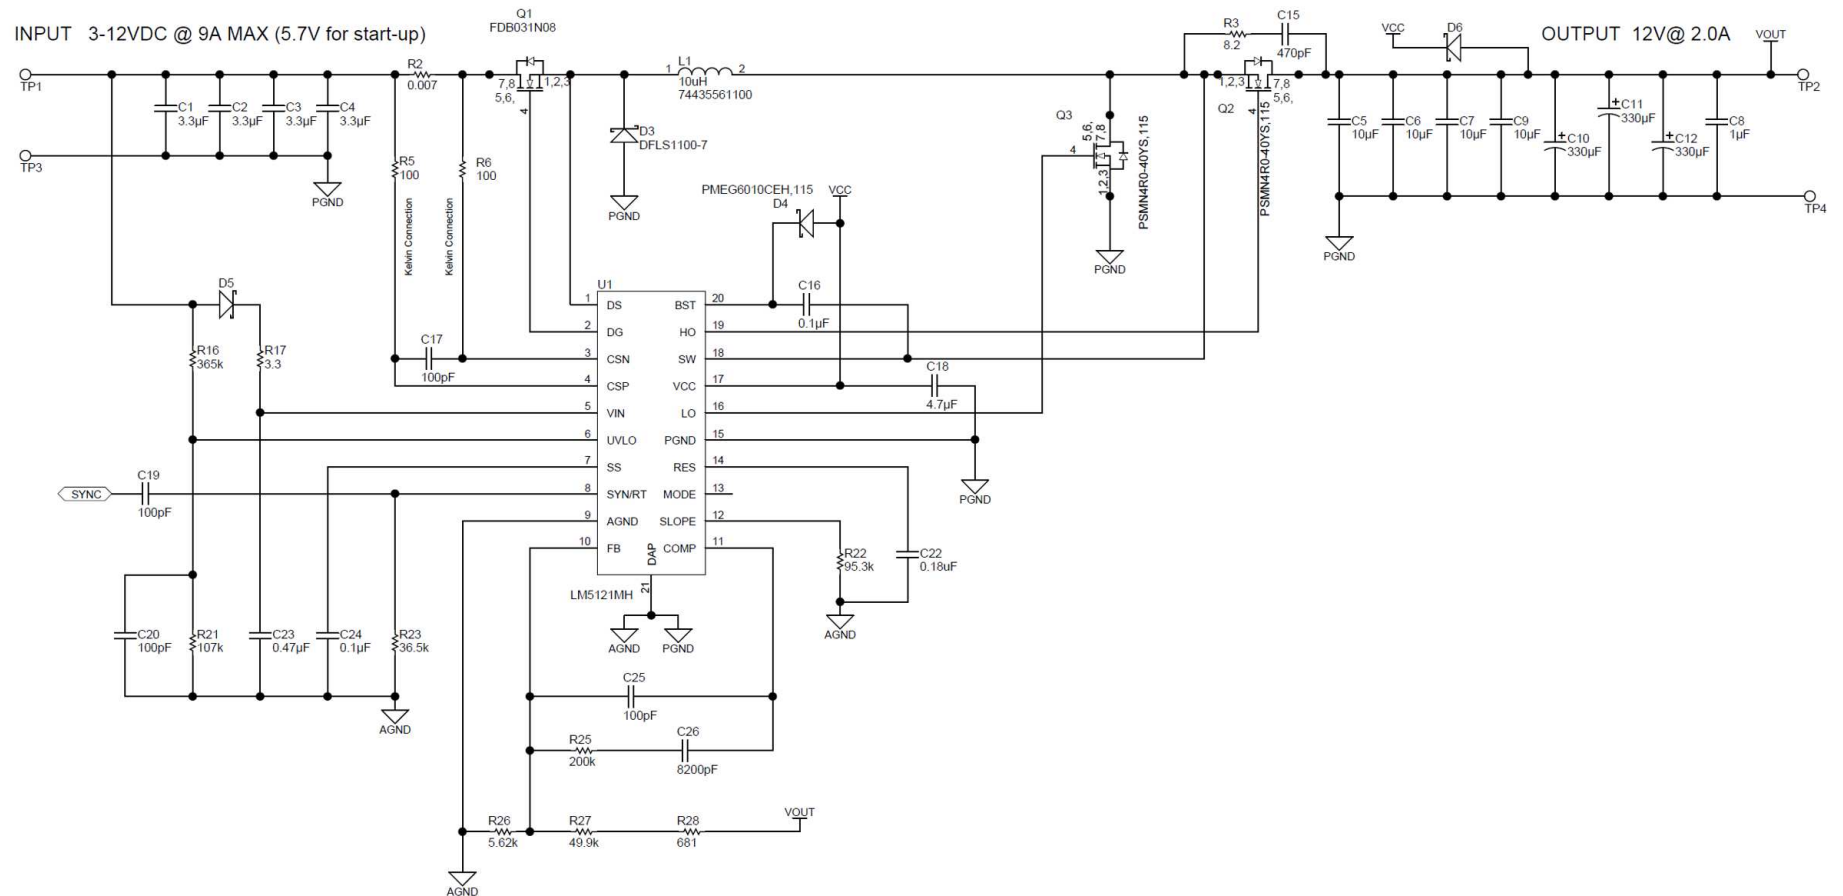 INPUT 3-12VDC @ 9A MAX (5.7V for start-up)
Q1
FDB031N08
R3
8.2
C15
470pF
VCC
D6
OUTPUT 12V@ 2.0A
VOUT
TP1
C1
3.3µF
C2
3.3µF
C3
3.3µF
C4
3.3µF
R2
0.007
7,8
5,6,
1,2,3
4
1
L1
2
10uH
74435561100
1,2,3
7,8
5,6,
4
Q2
PSMN4R0-40YS,115
TP2
TP3
PGND
R5
100
R6
100
Kelvin Connection
Kelvin Connection
D3
DFLS1100-7
PGND
Q3
5,6,
7,8
4
1,2,3
PSMN4R0-40YS,115
PGND
C5
10µF
C6
10µF
C7
10µF
C9
10µF
C10
330µF
C11
330µF
C12
330µF
C8
1µF
TP4
PGND
PMEG6010CEH,115
D4
VCC
D5
U1
1 DS BST 20
2 DG HO 19
3 CSN SW 18
4 CSP VCC 17
5 VIN LO 16
6 UVLO PGND 15
7 SS RES 14
8 SYN/RT MODE 13
9 AGND SLOPE 12
10 FB COMP 11
DAP
21
LM5121MH
C16
0.1µF
C17
100pF
C18
4.7µF
PGND
R16
365k
R17
3.3
SYNC
C19
100pF
R22
95.3k
C22
0.18uF
AGND
AGND
PGND
C20
100pF
R21
107k
C23
0.47µF
C24
0.1µF
R23
36.5k
AGND
C25
100pF
R25
200k
C26
8200pF
R26
5.62k
R27
49.9k
R28
681
VOUT
AGND